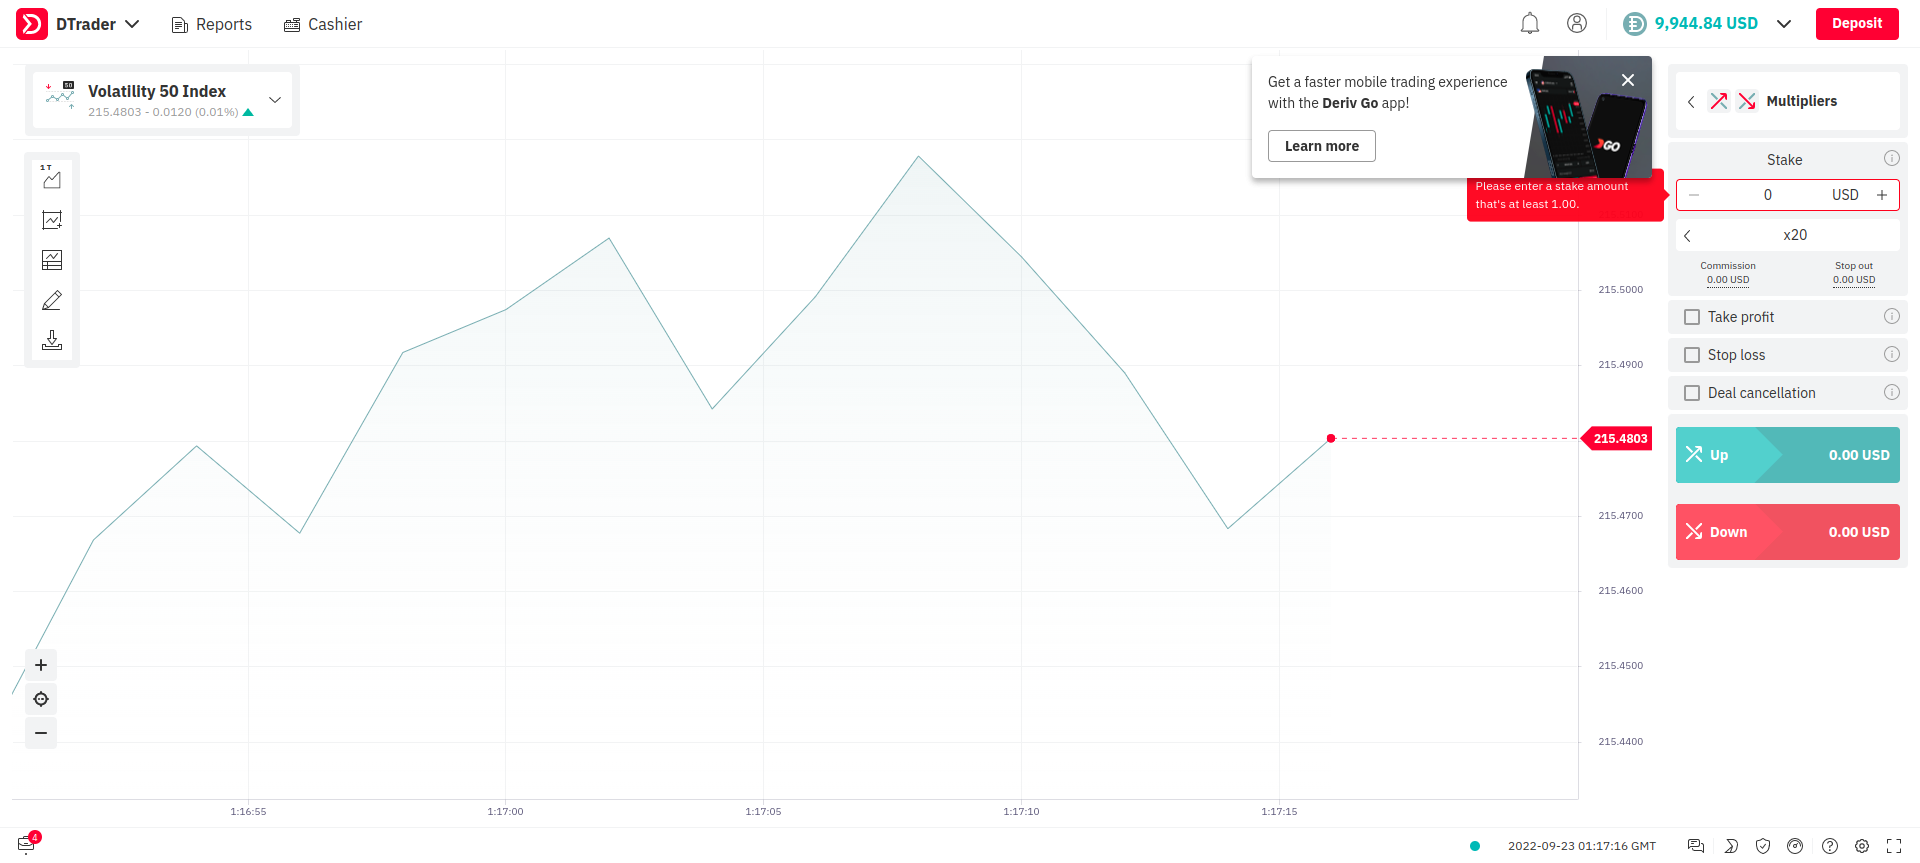 DTrader
Reports
Cashier
9,944.84 USD
Deposit
50
Volatility 50 Index
215.4803 - 0.0120 (0.01%)
Get a faster mobile trading experience
with the Deriv Go app!
Learn more
GO
Multipliers
1T
Please enter a stake amount
that's at least 1.00.
Stake
0 USD
x20
Commission
0.00 USD
Stop out
0.00 USD
Take profit
Stop loss
Deal cancellation
Up 0.00 USD
Down 0.00 USD
215.5000
215.4900
215.4803
215.4700
215.4600
215.4500
215.4400
1:16:55
1:17:00
1:17:05
1:17:10
1:17:15
4
2022-09-23 01:17:16 GMT